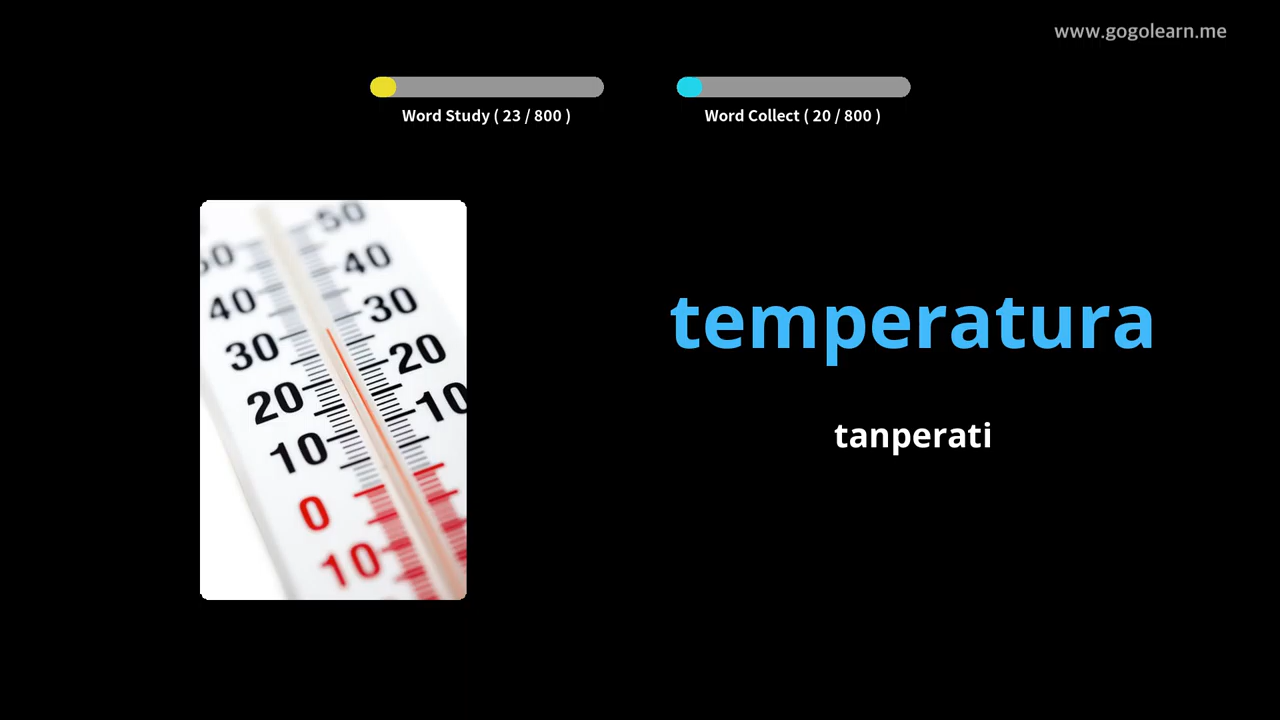 www.gogolearn.me
Word Study ( 23 / 800 )
Word Collect ( 20 / 800 )
50
50
40
40
30
30
20
20
10
10
0
10
temperatura
tanperati